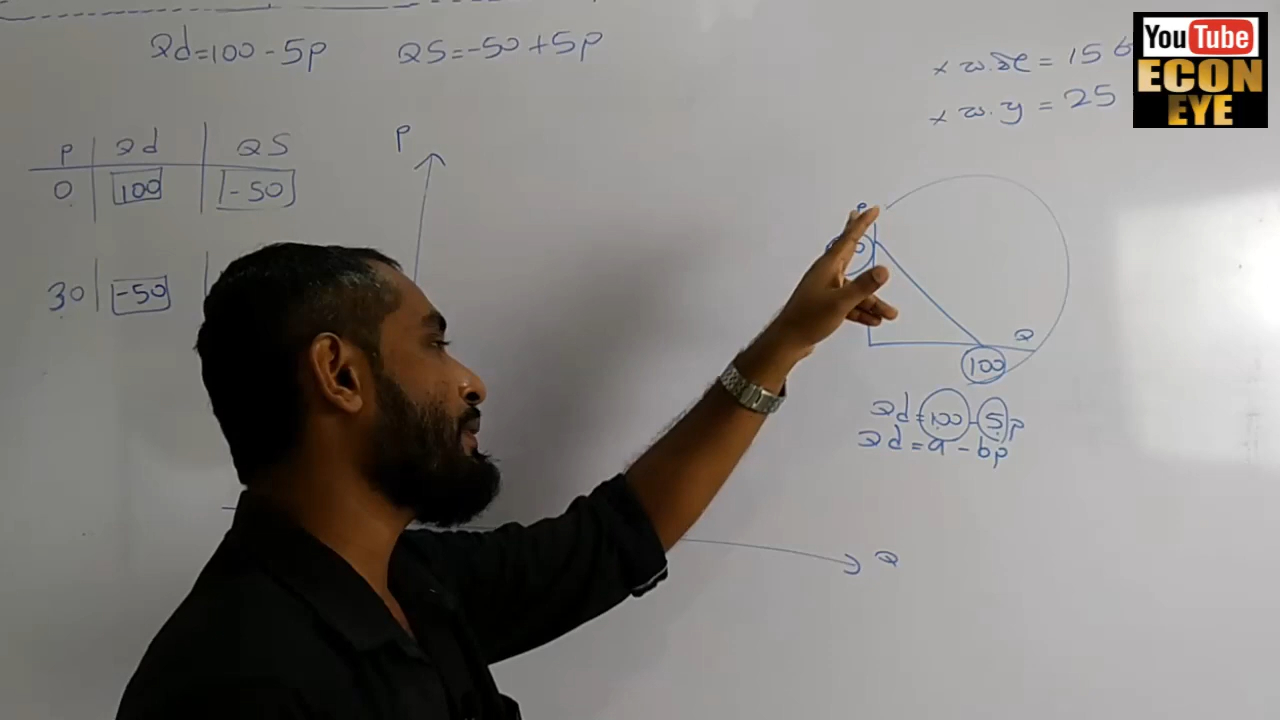 Qd=100-5p QS=-50+5p
YouTube
ECON
EYE
= 15
y = 25
P Qd QS
0 100 -50
30 -50
P
P
Q
100
Qd=100-5p
Qd=a-bp
Q